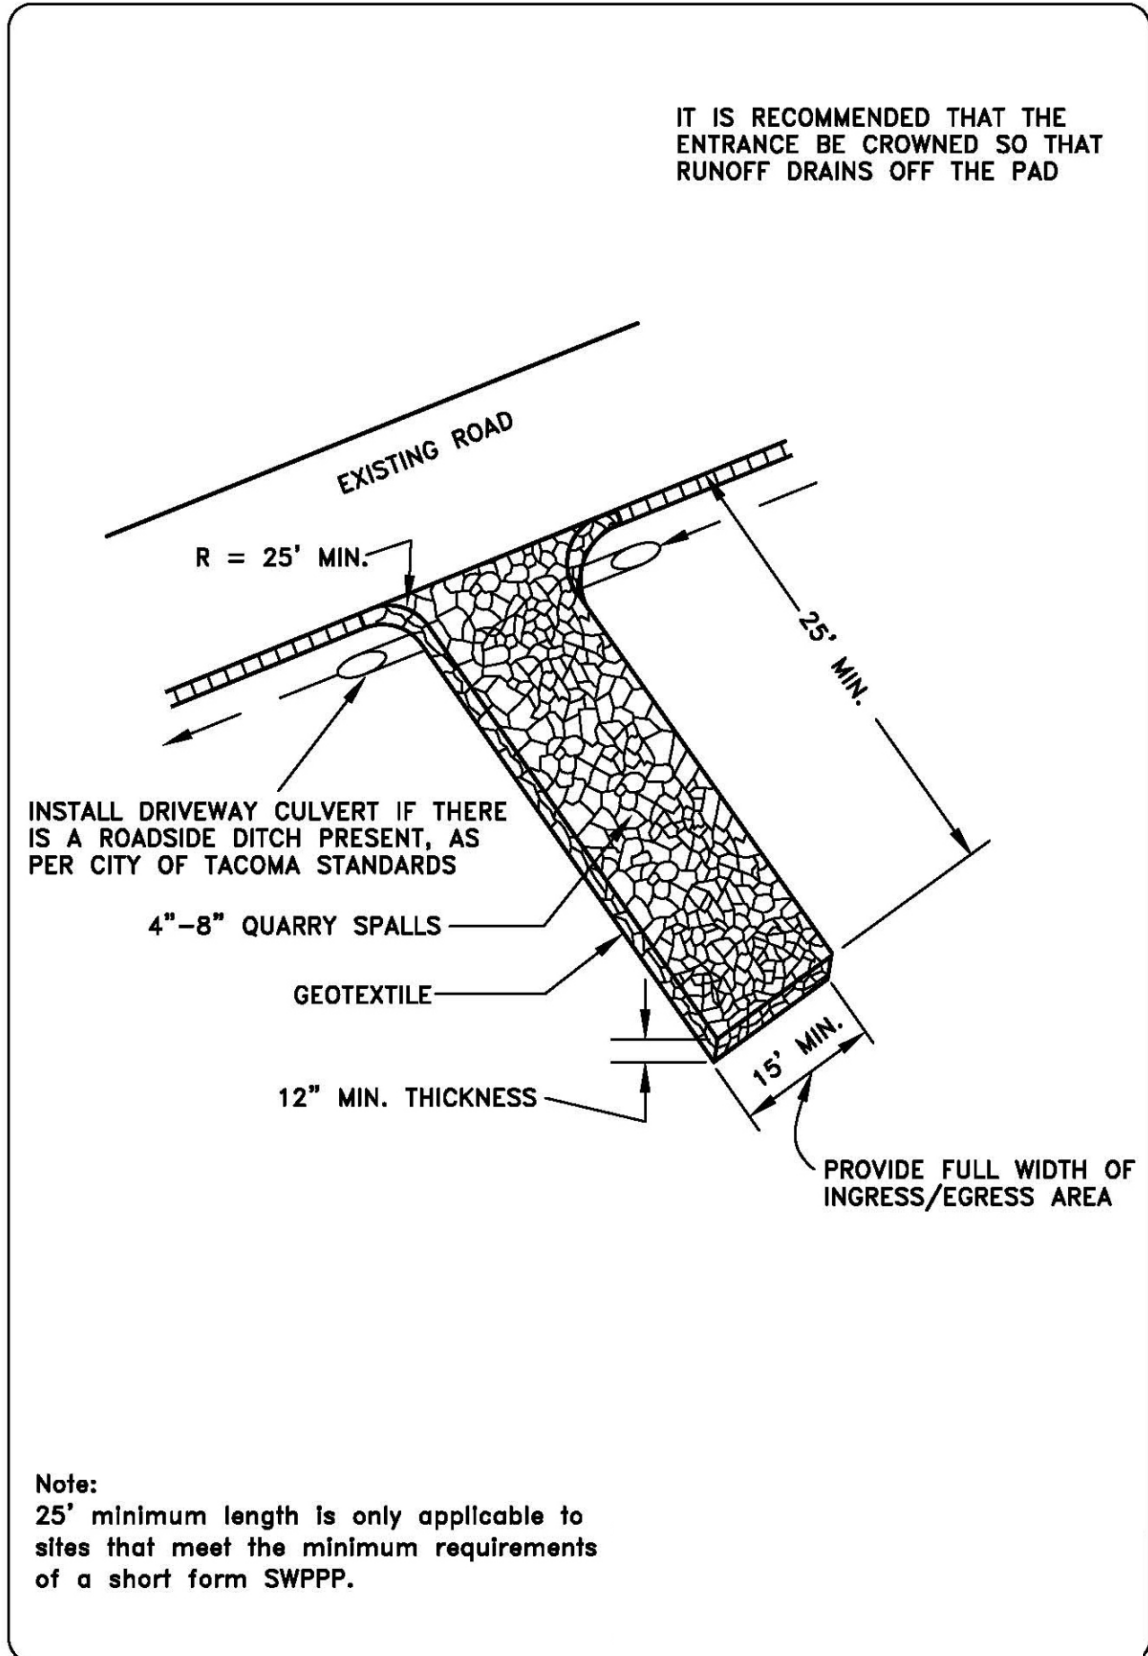 IT IS RECOMMENDED THAT THE
ENTRANCE BE CROWNED SO THAT
RUNOFF DRAINS OFF THE PAD
EXISTING ROAD
R = 25' MIN.
25' MIN.
INSTALL DRIVEWAY CULVERT IF THERE
IS A ROADSIDE DITCH PRESENT, AS
PER CITY OF TACOMA STANDARDS
4"-8" QUARRY SPALLS
GEOTEXTILE
12" MIN. THICKNESS
15' MIN.
PROVIDE FULL WIDTH OF
INGRESS/EGRESS AREA
Note:
25' minimum length is only applicable to
sites that meet the minimum requirements
of a short form SWPPP.